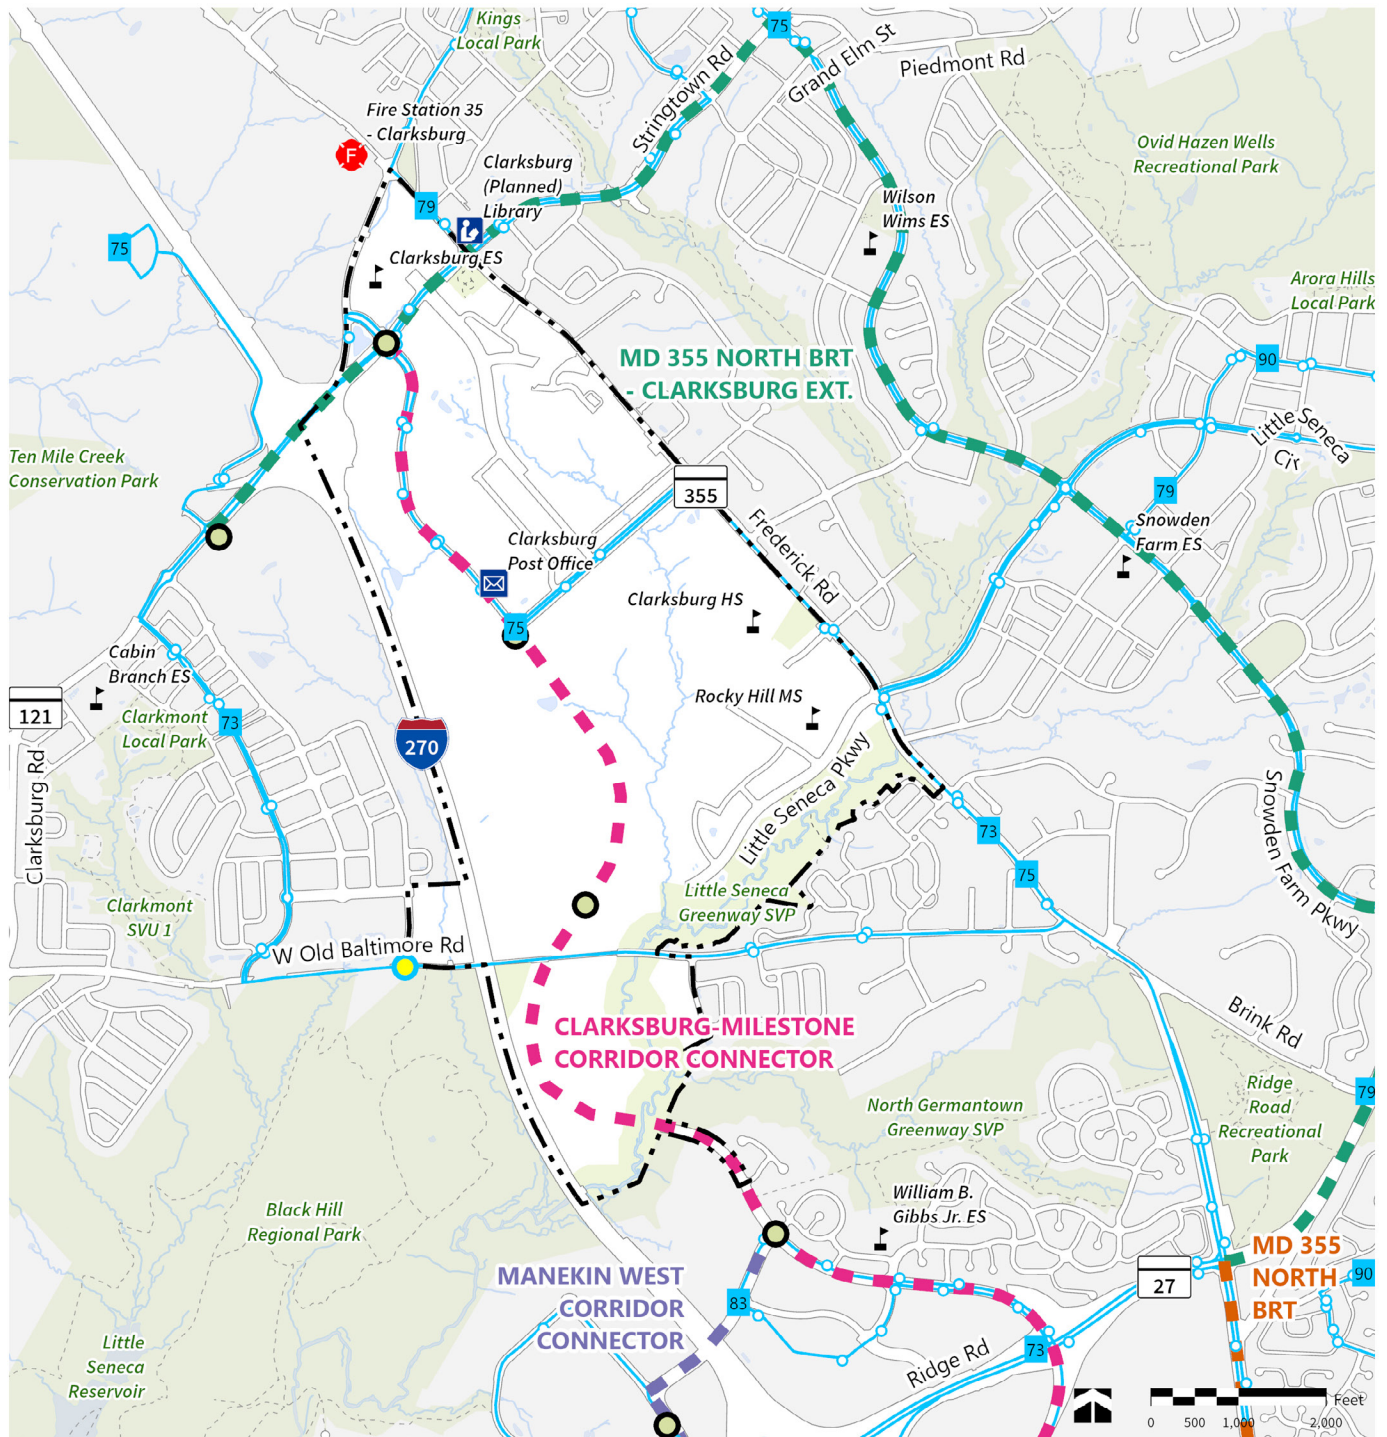 Kings
Local Park
75
Grand Elm St
Piedmont Rd
Stringtown Rd
Fire Station 35
- Clarksburg
F
Clarksburg
(Planned)
Library
Ovid Hazen Wells
Recreational Park
79
Wilson
Wims ES
75
Clarksburg ES
Arora Hills
Local Park
MD 355 NORTH BRT
- CLARKSBURG EXT.
90
Little Seneca
Cir
Ten Mile Creek
Conservation Park
355
79
Snowden
Farm ES
Frederick Rd
Clarksburg
Post Office
Clarksburg HS
75
Cabin
Branch ES
121
Clarkmont
Local Park
73
Rocky Hill MS
270
Clarksburg Rd
Little Seneca Pkwy
Snowden Farm Pkwy
73
75
Little Seneca
Greenway SVP
Clarkmont
SVU 1
W Old Baltimore Rd
CLARKSBURG-MILESTONE
CORRIDOR CONNECTOR
Brink Rd
79
Ridge
Road
Recreational
Park
North Germantown
Greenway SVP
Black Hill
Regional Park
William B.
Gibbs Jr. ES
MD 355
NORTH
BRT
90
27
MANEKIN WEST
CORRIDOR
CONNECTOR
83
73
Ridge Rd
Little
Seneca
Reservoir
Feet
0 500 1,000 2,000